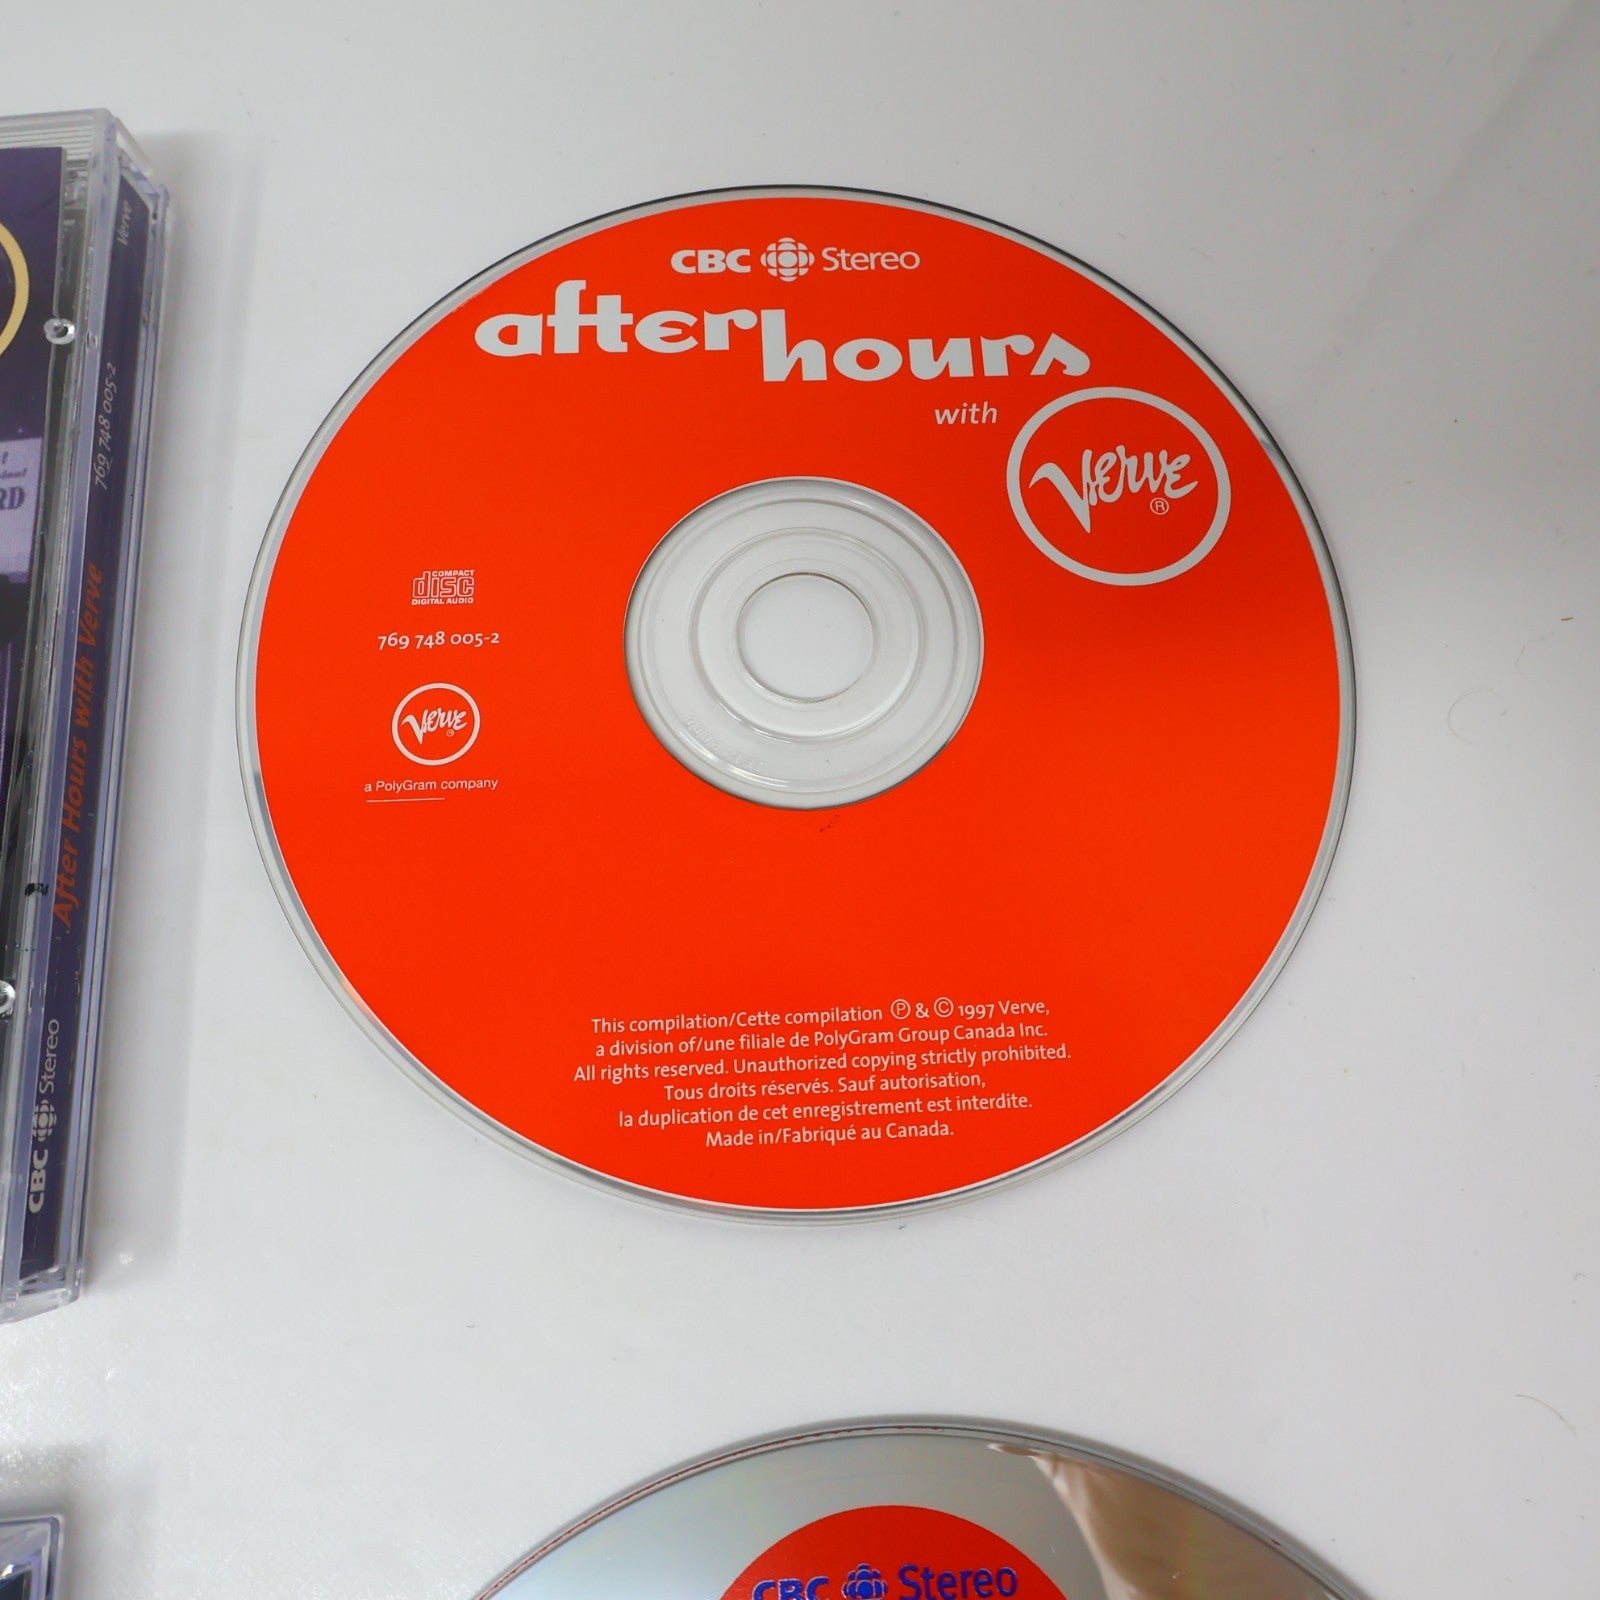 CBC Stereo
afterhours
with
Verve ®
COMPACT
disc
DIGITAL AUDIO
769 748 005-2
Verve ®
a PolyGram company
This compilation/Cette compilation Ⓟ & © 1997 Verve,
a division of/une filiale de PolyGram Group Canada Inc.
All rights reserved. Unauthorized copying strictly prohibited.
Tous droits réservés. Sauf autorisation,
la duplication de cet enregistrement est interdite.
Made in/Fabriqué au Canada.
CBC Stereo
After Hours with Verve
769 748 005-2
Verve
RD
CBC Stereo